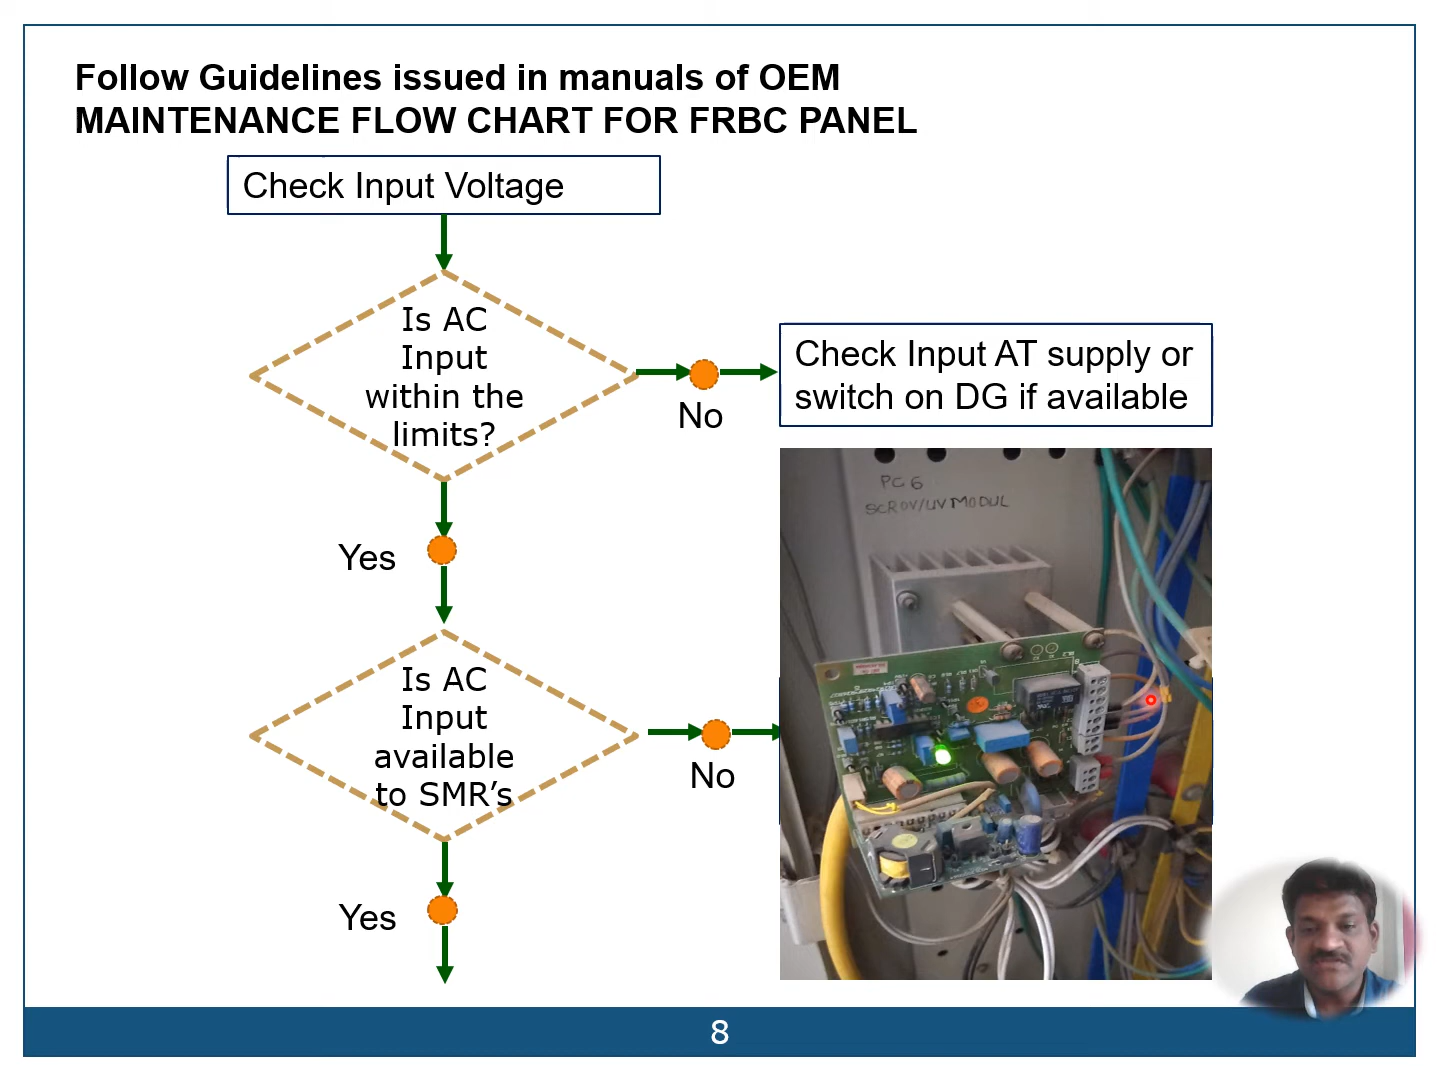 Follow Guidelines issued in manuals of OEM
MAINTENANCE FLOW CHART FOR FRBC PANEL
Check Input Voltage
Is AC
Input
within the
limits?
No
Check Input AT supply or
switch on DG if available
Yes
PC 6
SCR OV/UV MODUL
Is AC
Input
available
to SMR's
No
Yes
8